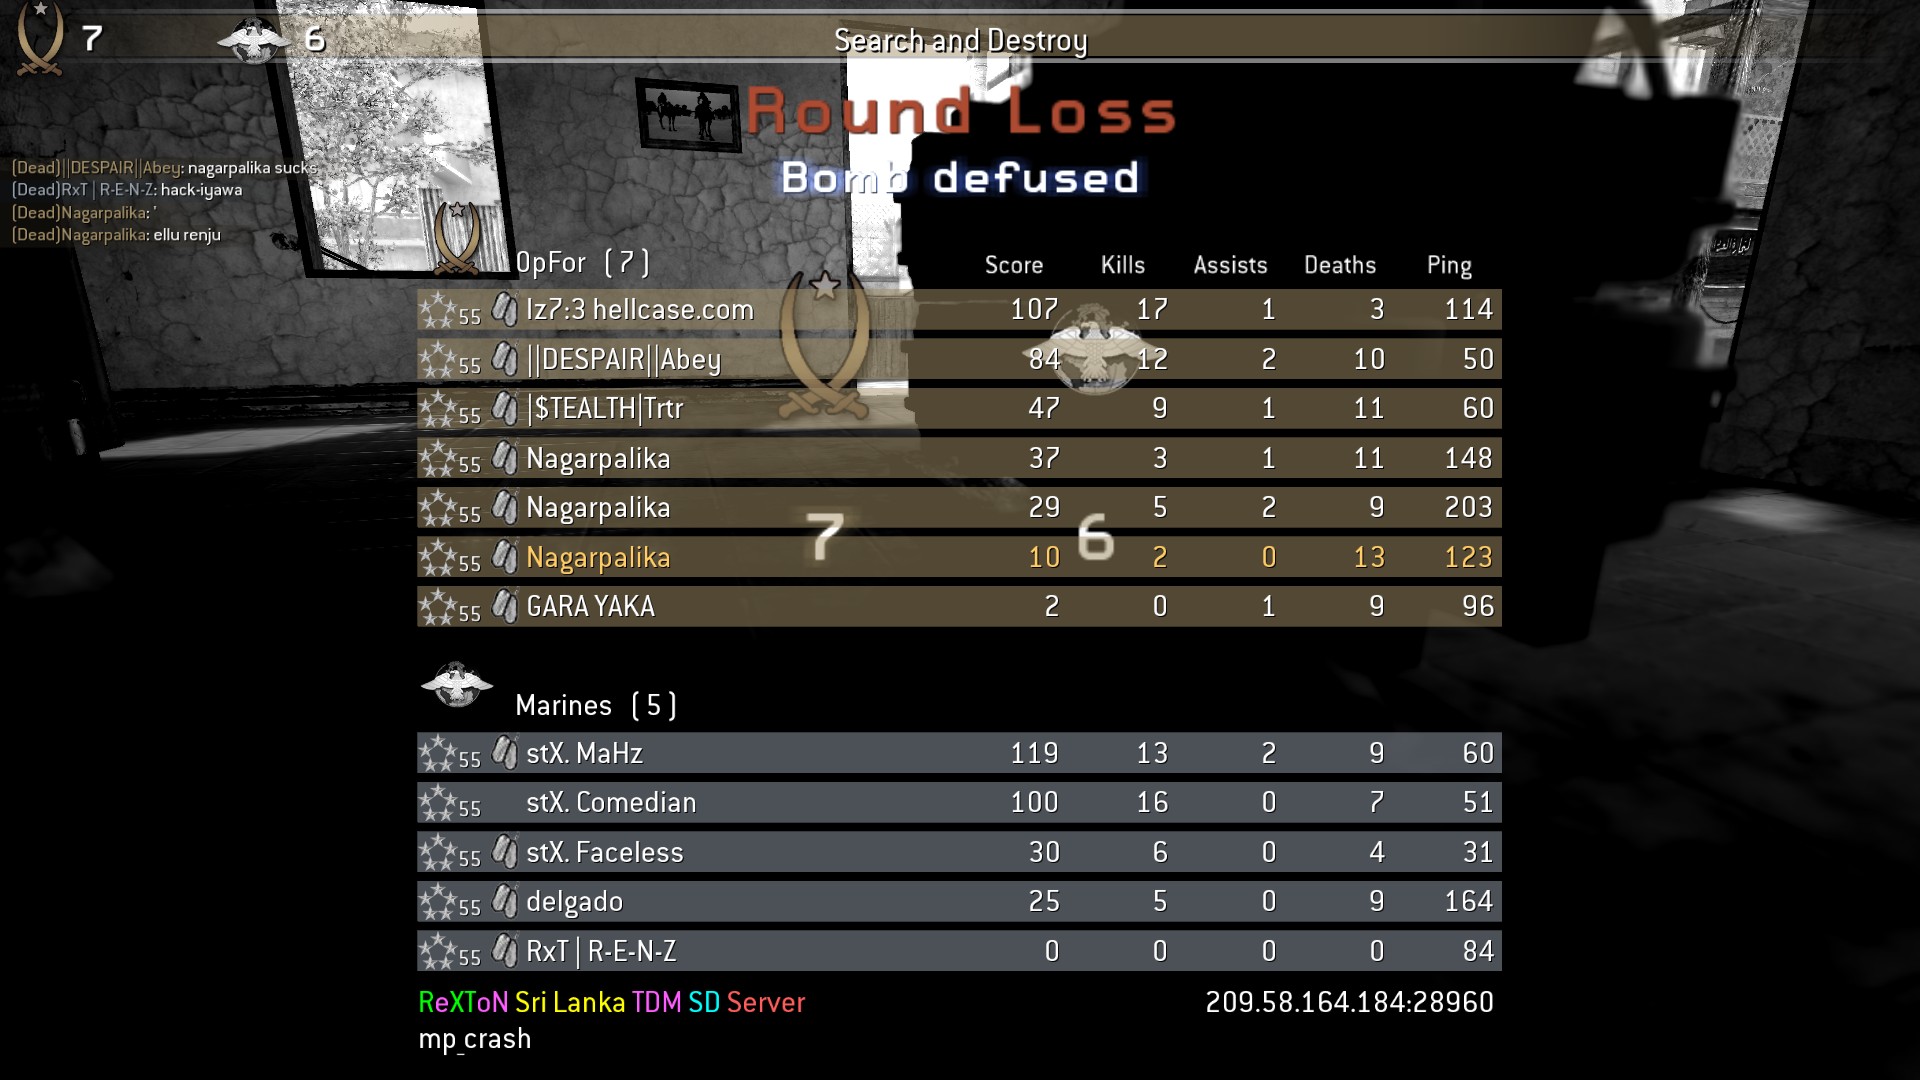 7 6 Search and Destroy
Round Loss
Bomb defused
(Dead)||DESPAIR||Abey: nagarpalika sucks
(Dead)RxT | R-E-N-Z: hack-iyawa
(Dead)Nagarpalika: '
(Dead)Nagarpalika: ellu renju
OpFor ( 7 ) Score Kills Assists Deaths Ping
55 Iz7:3 hellcase.com 107 17 1 3 114
55 ||DESPAIR||Abey 84 12 2 10 50
55 |$TEALTH|Trtr 47 9 1 11 60
55 Nagarpalika 37 3 1 11 148
55 Nagarpalika 29 5 2 9 203
7 6
55 Nagarpalika 10 2 0 13 123
55 GARA YAKA 2 0 1 9 96
Marines ( 5 )
55 stX. MaHz 119 13 2 9 60
55 stX. Comedian 100 16 0 7 51
55 stX. Faceless 30 6 0 4 31
55 delgado 25 5 0 9 164
55 RxT | R-E-N-Z 0 0 0 0 84
ReXToN Sri Lanka TDM SD Server 209.58.164.184:28960
mp_crash